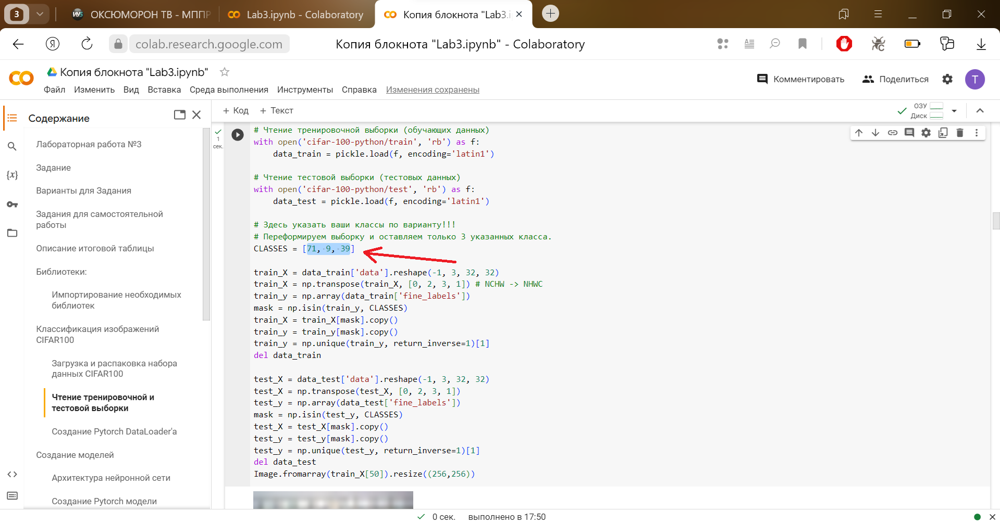 3
ОКСЮМОРОН ТВ - МППР
Lab3.ipynb - Colaboratory
Копия блокнота "Lab3.i
Я
colab.research.google.com
Копия блокнота "Lab3.ipynb" - Colaboratory
Копия блокнота "Lab3.ipynb"
Комментировать
Поделиться
T
Файл Изменить Вид Вставка Среда выполнения Инструменты Справка Изменения сохранены
Содержание
+ Код + Текст
ОЗУ
Диск
Лабораторная работа №3
Задание
Варианты для Задания
Задания для самостоятельной
работы
Описание итоговой таблицы
Библиотеки:
Импортирование необходимых
библиотек
Классификация изображений
CIFAR100
Загрузка и распаковка набора
данных CIFAR100
Чтение тренировочной и
тестовой выборки
Создание Pytorch DataLoader'а
Создание моделей
Архитектура нейронной сети
Создание Pytorch модели
{x}
1
сек.
# Чтение тренировочной выборки (обучающих данных)
with open('cifar-100-python/train', 'rb') as f:
    data_train = pickle.load(f, encoding='latin1')
# Чтение тестовой выборки (тестовых данных)
with open('cifar-100-python/test', 'rb') as f:
    data_test = pickle.load(f, encoding='latin1')
# Здесь указать ваши классы по варианту!!!
# Переформируем выборку и оставляем только 3 указанных класса.
CLASSES = [71, 9, 39]
train_X = data_train['data'].reshape(-1, 3, 32, 32)
train_X = np.transpose(train_X, [0, 2, 3, 1]) # NCHW -> NHWC
train_y = np.array(data_train['fine_labels'])
mask = np.isin(train_y, CLASSES)
train_X = train_X[mask].copy()
train_y = train_y[mask].copy()
train_y = np.unique(train_y, return_inverse=1)[1]
del data_train
test_X = data_test['data'].reshape(-1, 3, 32, 32)
test_X = np.transpose(test_X, [0, 2, 3, 1])
test_y = np.array(data_test['fine_labels'])
mask = np.isin(test_y, CLASSES)
test_X = test_X[mask].copy()
test_y = test_y[mask].copy()
test_y = np.unique(test_y, return_inverse=1)[1]
del data_test
Image.fromarray(train_X[50]).resize((256,256))
0 сек. выполнено в 17:50